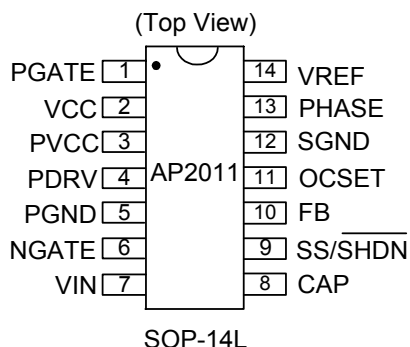 (Top View)
PGATE 1 14 VREF
VCC 2 13 PHASE
PVCC 3 12 SGND
PDRV 4 AP2011 11 OCSET
PGND 5 10 FB
NGATE 6 9 SS/SHDN
VIN 7 8 CAP
SOP-14L